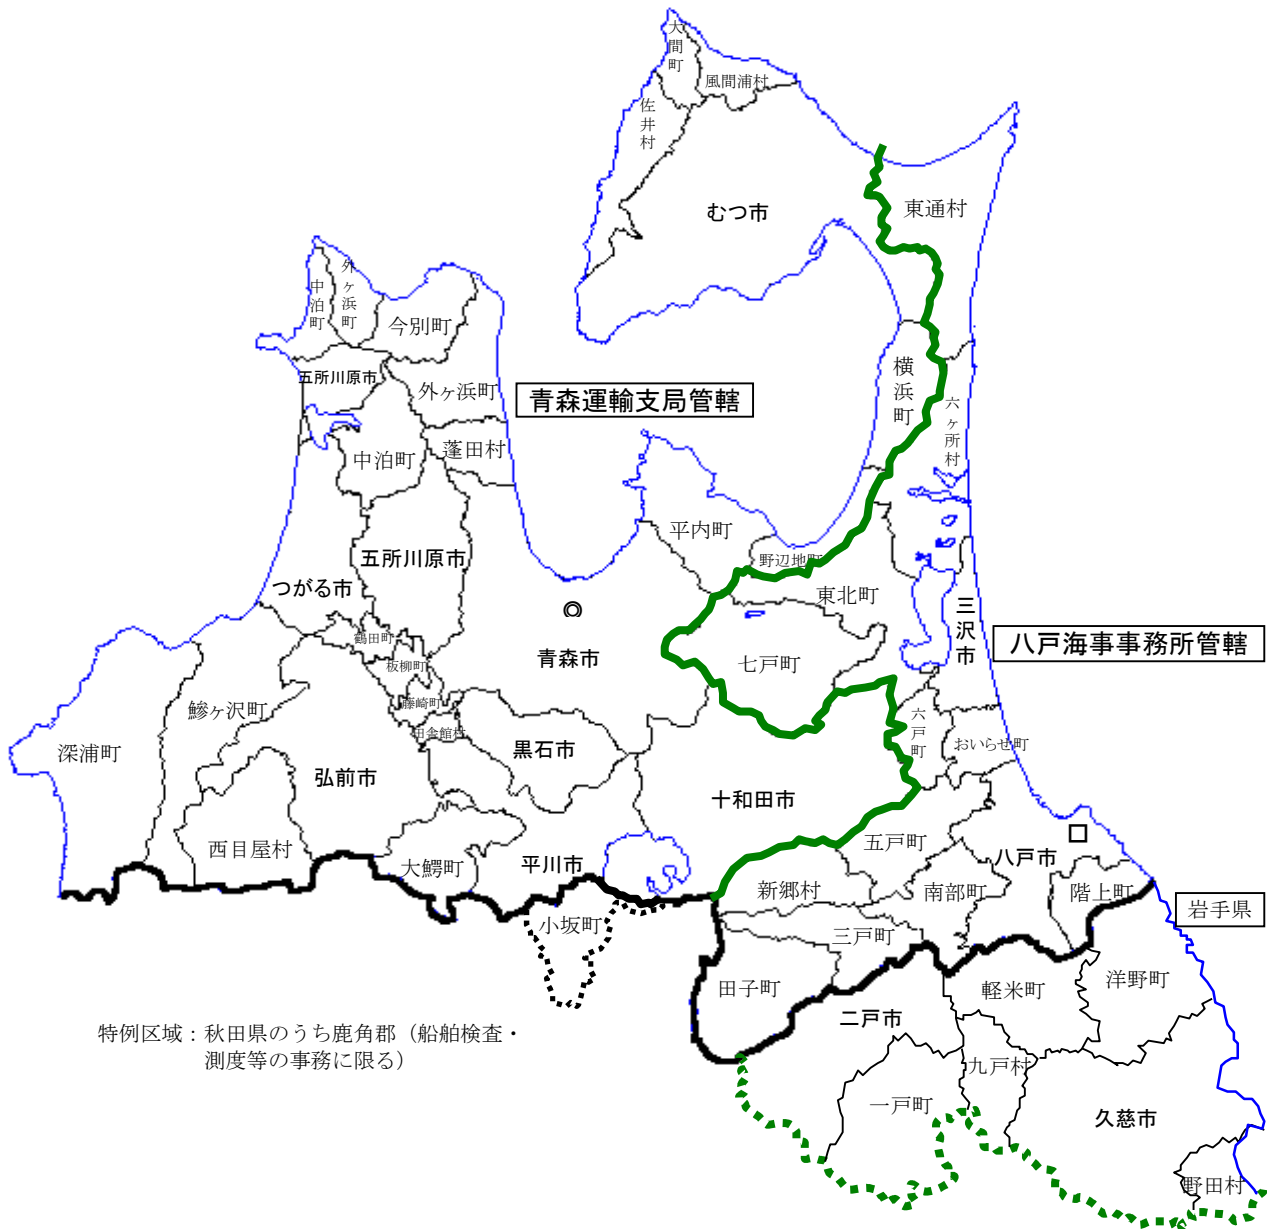 大間町
風間浦村
佐井村
むつ市
東通村
外ヶ浜町
中泊町
今別町
五所川原市
外ヶ浜町
青森運輸支局管轄
横浜町
六ヶ所村
中泊町
蓬田村
平内町
野辺地町
五所川原市
つがる市
東北町
三沢市
鶴田町
板柳町
青森市
七戸町
八戸海事事務所管轄
藤崎町
鰺ヶ沢町
田舎館村
六戸町
おいらせ町
深浦町
弘前市
黒石市
十和田市
西目屋村
大鰐町
平川市
五戸町
八戸市
新郷村
南部町
階上町
岩手県
小坂町
三戸町
田子町
軽米町
洋野町
二戸市
特例区域：秋田県のうち鹿角郡（船舶検査・
測度等の事務に限る）
九戸村
一戸町
久慈市
野田村